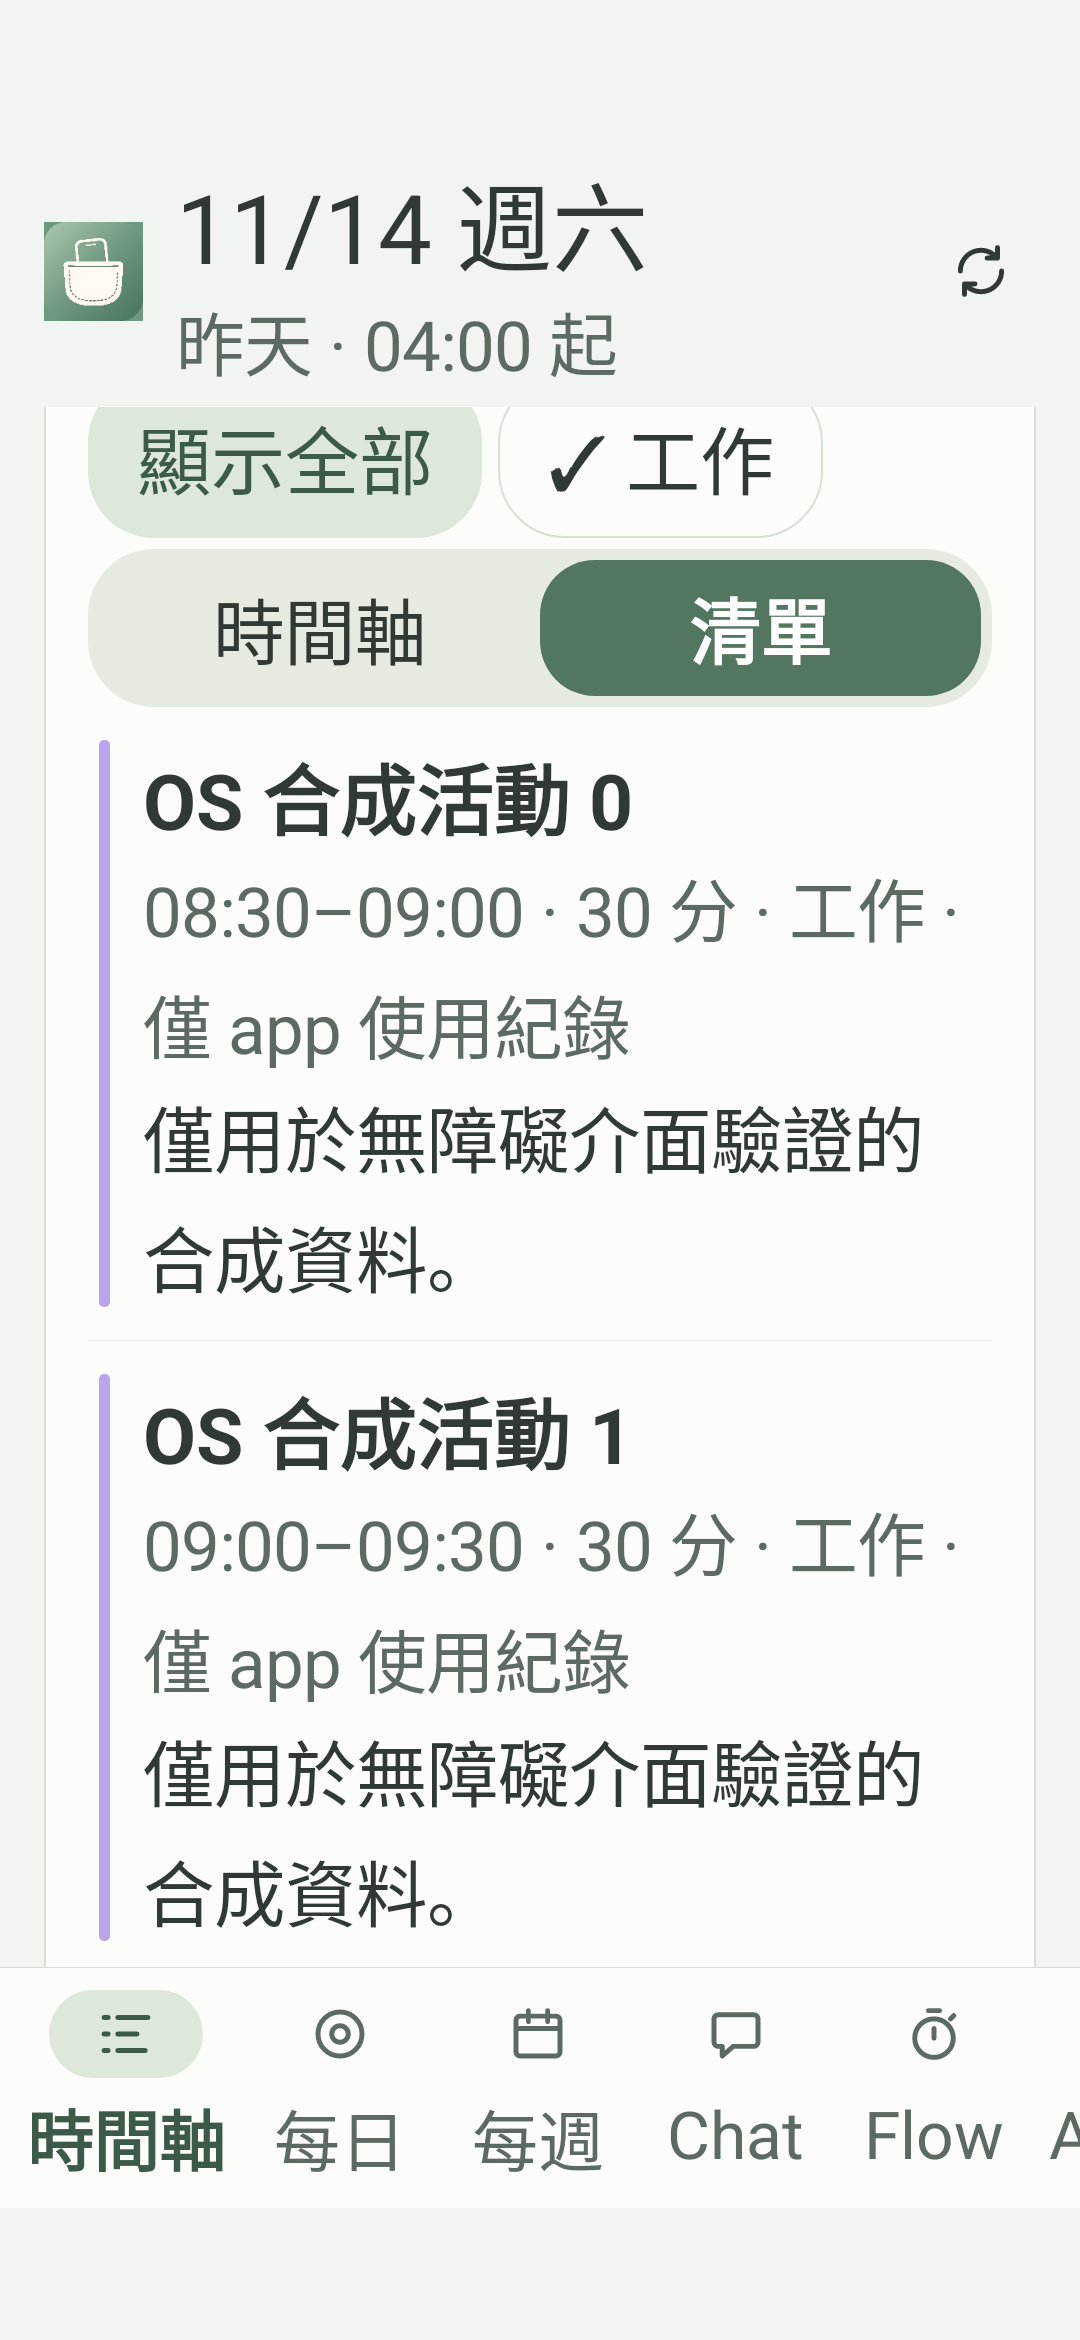 11/14 週六
昨天 · 04:00 起
顯示全部
✓ 工作
時間軸
清單
OS 合成活動 0
08:30–09:00 · 30 分 · 工作 ·
僅 app 使用紀錄
僅用於無障礙介面驗證的
合成資料。
OS 合成活動 1
09:00–09:30 · 30 分 · 工作 ·
僅 app 使用紀錄
僅用於無障礙介面驗證的
合成資料。
時間軸
每日
每週
Chat
Flow